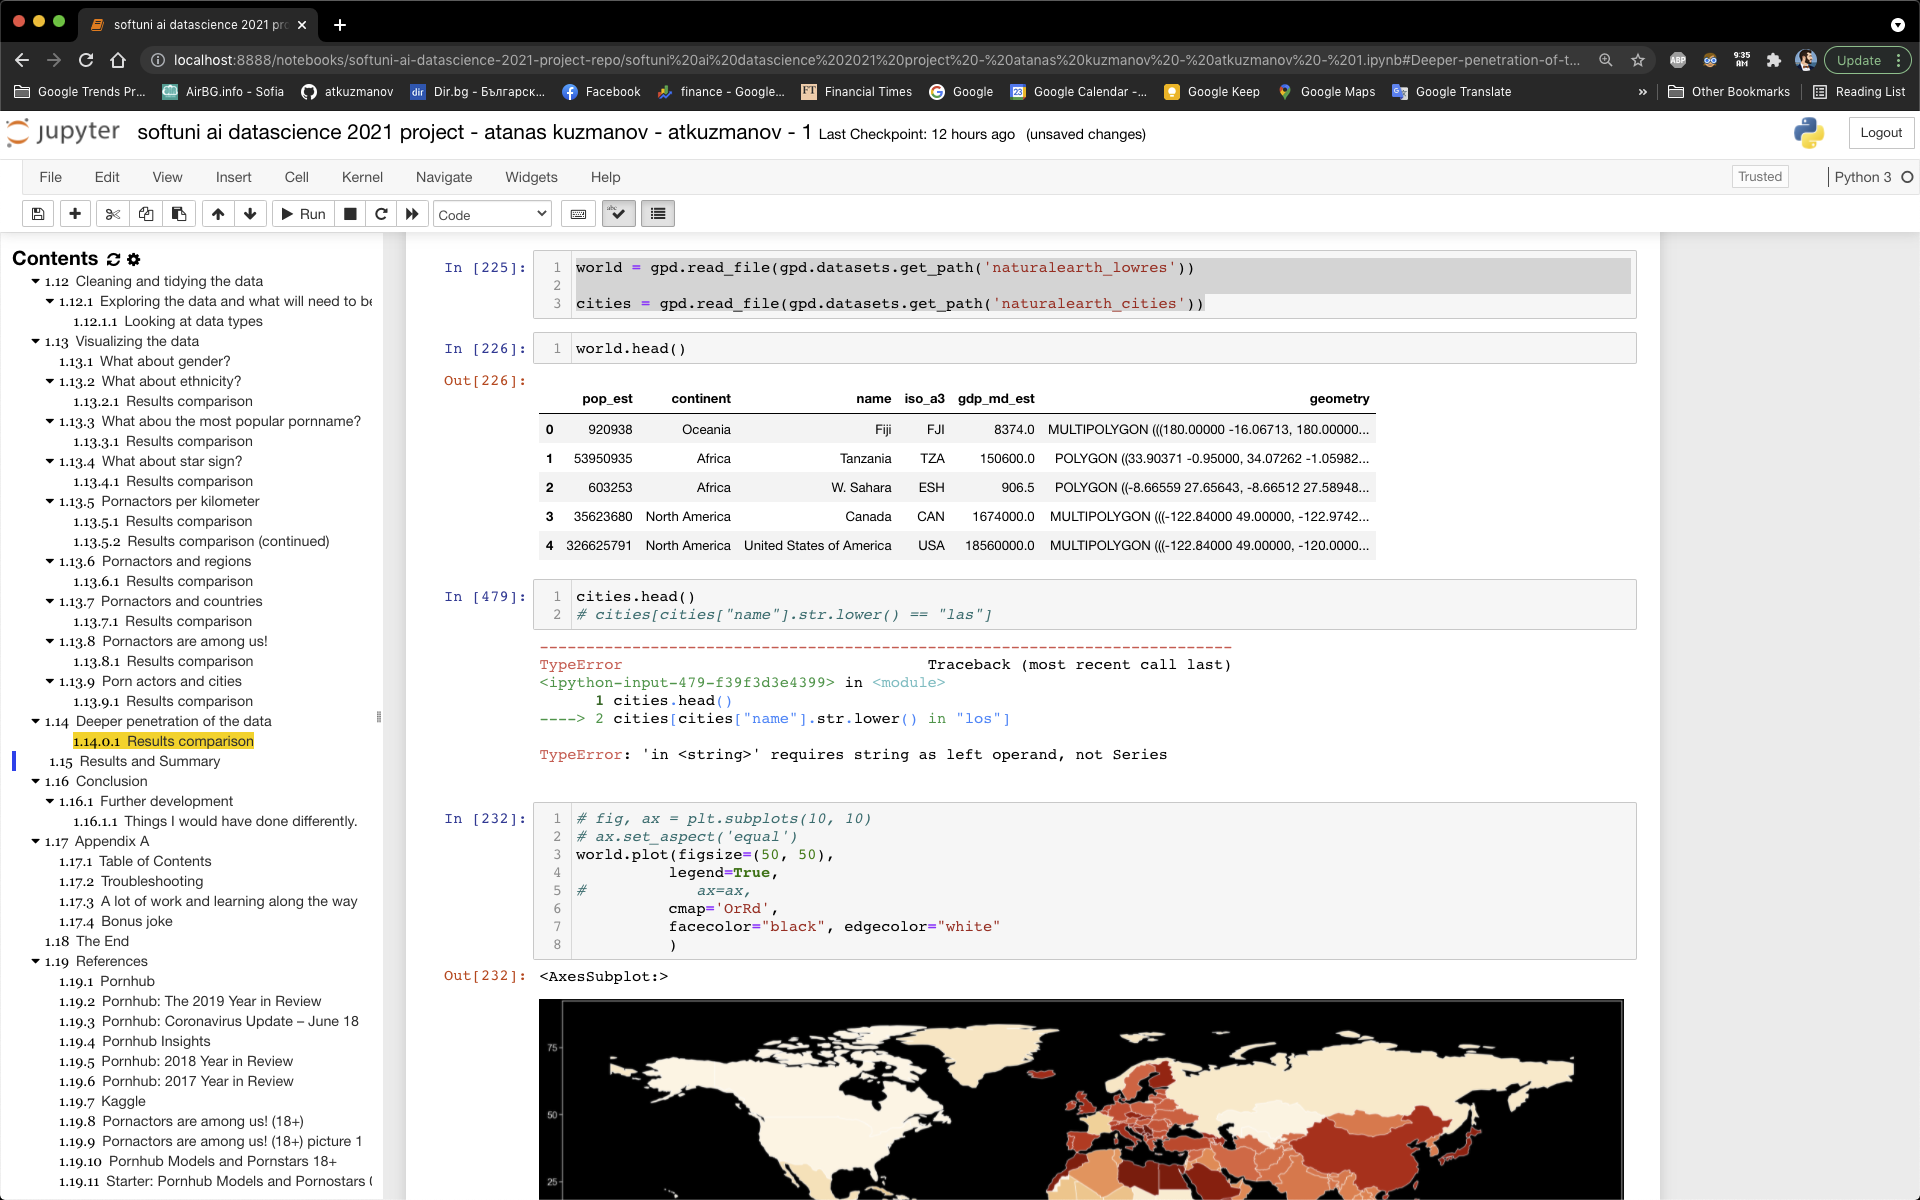 softuni ai datascience 2021 pro
localhost:8888/notebooks/softuni-ai-datascience-2021-project-repo/softuni%20ai%20datascience%202021%20project%20-%20atanas%20kuzmanov%20-%20atkuzmanov%20-%201.ipynb#Deeper-penetration-of-t...
ABP
9:35 AM
Update
Google Trends Pr...
AirBG.info - Sofia
atkuzmanov
dir Dir.bg - Българск...
Facebook
finance - Google...
FT Financial Times
Google
Google Calendar -...
Google Keep
Google Maps
Google Translate
»
Other Bookmarks
Reading List
jupyter softuni ai datascience 2021 project - atanas kuzmanov - atkuzmanov - 1 Last Checkpoint: 12 hours ago (unsaved changes)
Logout
File Edit View Insert Cell Kernel Navigate Widgets Help
Trusted
Python 3
Run
Code
Contents
1.12 Cleaning and tidying the data
1.12.1 Exploring the data and what will need to be
1.12.1.1 Looking at data types
1.13 Visualizing the data
1.13.1 What about gender?
1.13.2 What about ethnicity?
1.13.2.1 Results comparison
1.13.3 What abou the most popular pornname?
1.13.3.1 Results comparison
1.13.4 What about star sign?
1.13.4.1 Results comparison
1.13.5 Pornactors per kilometer
1.13.5.1 Results comparison
1.13.5.2 Results comparison (continued)
1.13.6 Pornactors and regions
1.13.6.1 Results comparison
1.13.7 Pornactors and countries
1.13.7.1 Results comparison
1.13.8 Pornactors are among us!
1.13.8.1 Results comparison
1.13.9 Porn actors and cities
1.13.9.1 Results comparison
1.14 Deeper penetration of the data
1.14.0.1 Results comparison
1.15 Results and Summary
1.16 Conclusion
1.16.1 Further development
1.16.1.1 Things I would have done differently.
1.17 Appendix A
1.17.1 Table of Contents
1.17.2 Troubleshooting
1.17.3 A lot of work and learning along the way
1.17.4 Bonus joke
1.18 The End
1.19 References
1.19.1 Pornhub
1.19.2 Pornhub: The 2019 Year in Review
1.19.3 Pornhub: Coronavirus Update – June 18
1.19.4 Pornhub Insights
1.19.5 Pornhub: 2018 Year in Review
1.19.6 Pornhub: 2017 Year in Review
1.19.7 Kaggle
1.19.8 Pornactors are among us! (18+)
1.19.9 Pornactors are among us! (18+) picture 1
1.19.10 Pornhub Models and Pornstars 18+
1.19.11 Starter: Pornhub Models and Pornostars (
In [225]:
1 world = gpd.read_file(gpd.datasets.get_path('naturalearth_lowres'))
2
3 cities = gpd.read_file(gpd.datasets.get_path('naturalearth_cities'))
In [226]:
1 world.head()
Out[226]:
pop_est continent name iso_a3 gdp_md_est geometry
0 920938 Oceania Fiji FJI 8374.0 MULTIPOLYGON (((180.00000 -16.06713, 180.00000...
1 53950935 Africa Tanzania TZA 150600.0 POLYGON ((33.90371 -0.95000, 34.07262 -1.05982...
2 603253 Africa W. Sahara ESH 906.5 POLYGON ((-8.66559 27.65643, -8.66512 27.58948...
3 35623680 North America Canada CAN 1674000.0 MULTIPOLYGON (((-122.84000 49.00000, -122.9742...
4 326625791 North America United States of America USA 18560000.0 MULTIPOLYGON (((-122.84000 49.00000, -120.0000...
In [479]:
1 cities.head()
2 # cities[cities["name"].str.lower() == "las"]
---------------------------------------------------------------------------
TypeError Traceback (most recent call last)
<ipython-input-479-f39f3d3e4399> in <module>
1 cities.head()
----> 2 cities[cities["name"].str.lower() in "los"]
TypeError: 'in <string>' requires string as left operand, not Series
In [232]:
1 # fig, ax = plt.subplots(10, 10)
2 # ax.set_aspect('equal')
3 world.plot(figsize=(50, 50),
4 legend=True,
5 # ax=ax,
6 cmap='OrRd',
7 facecolor="black", edgecolor="white"
8 )
Out[232]: <AxesSubplot:>
75
50
25